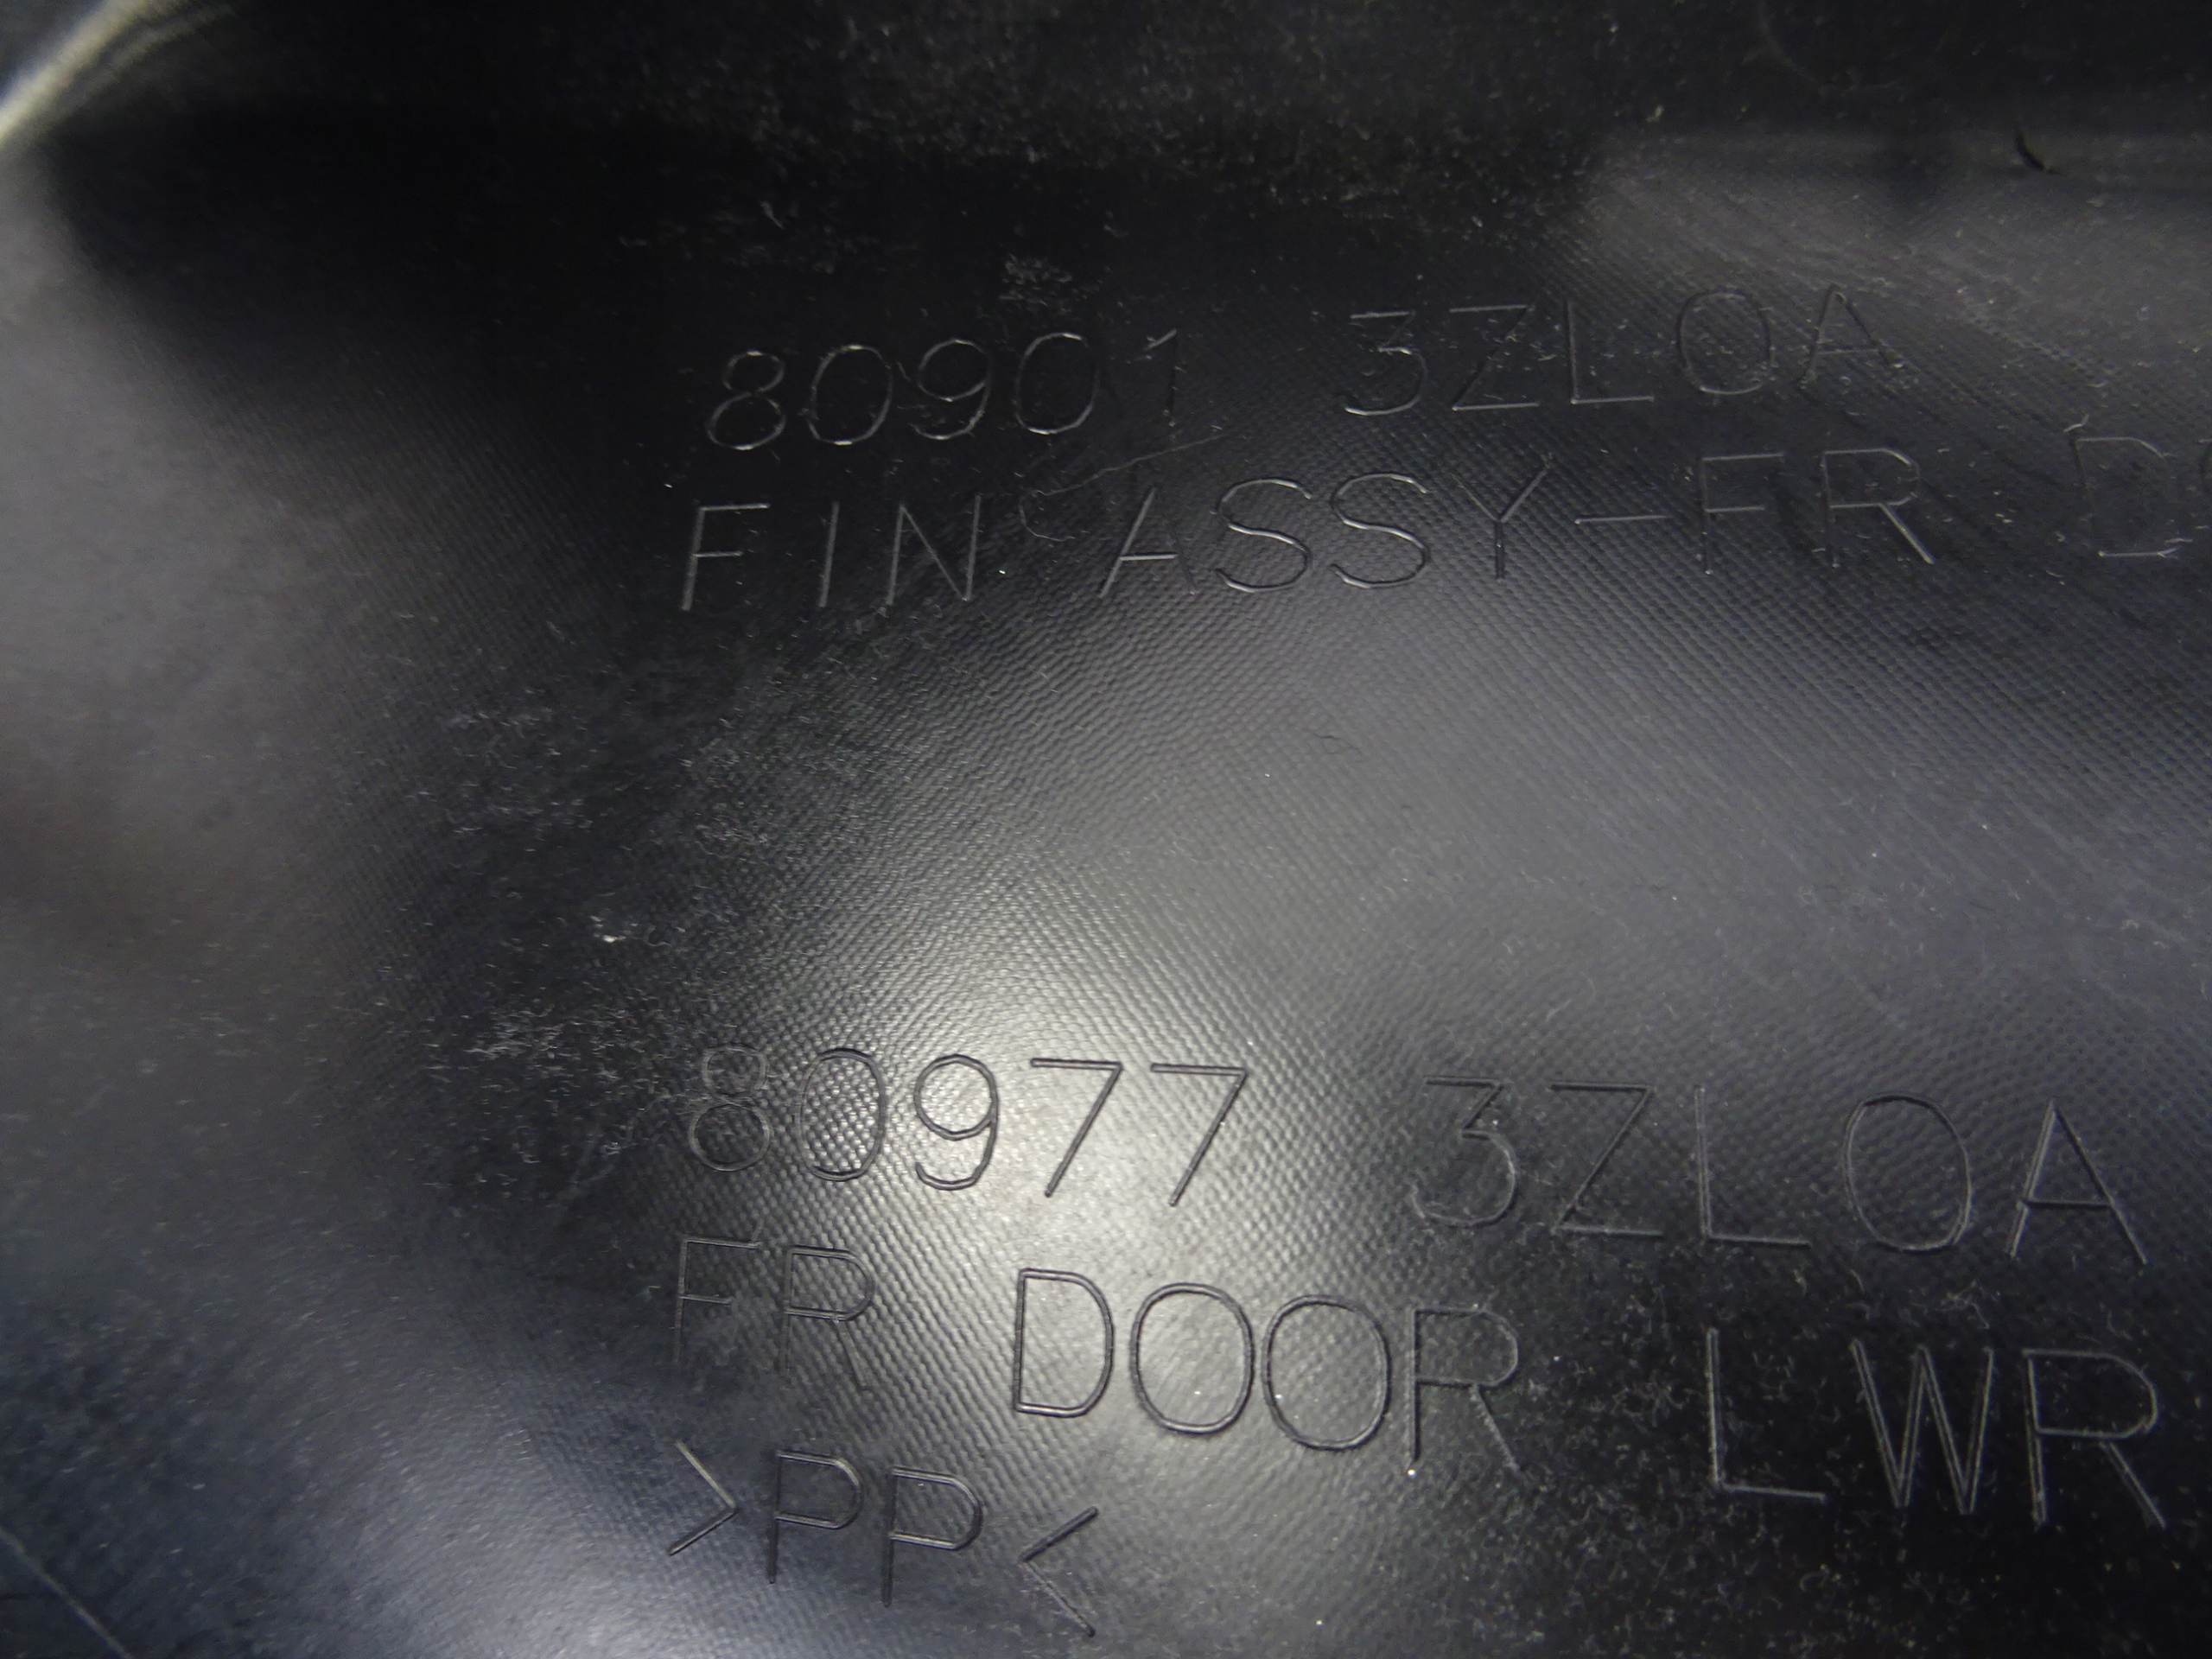 80901 3ZL0A
FIN ASSY-FR D
80977 3ZL0A
FR DOOR LWR
>PP<